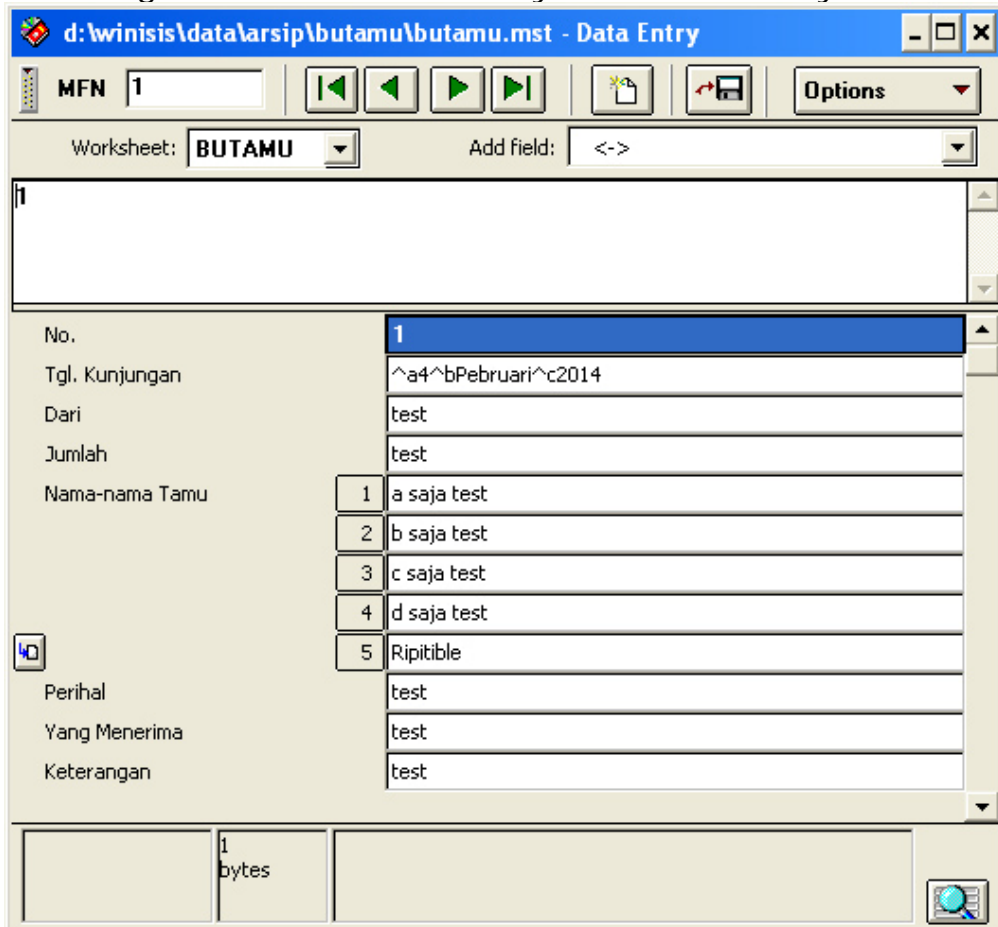 d:\winisis\data\arsip\butamu\butamu.mst - Data Entry
MFN 1 Options
Worksheet: BUTAMU Add field: <->
1
No. 1
Tgl. Kunjungan ^a4^bPebruari^c2014
Dari test
Jumlah test
Nama-nama Tamu 1 a saja test
2 b saja test
3 c saja test
4 d saja test
5 Ripitible
Perihal test
Yang Menerima test
Keterangan test
1
bytes